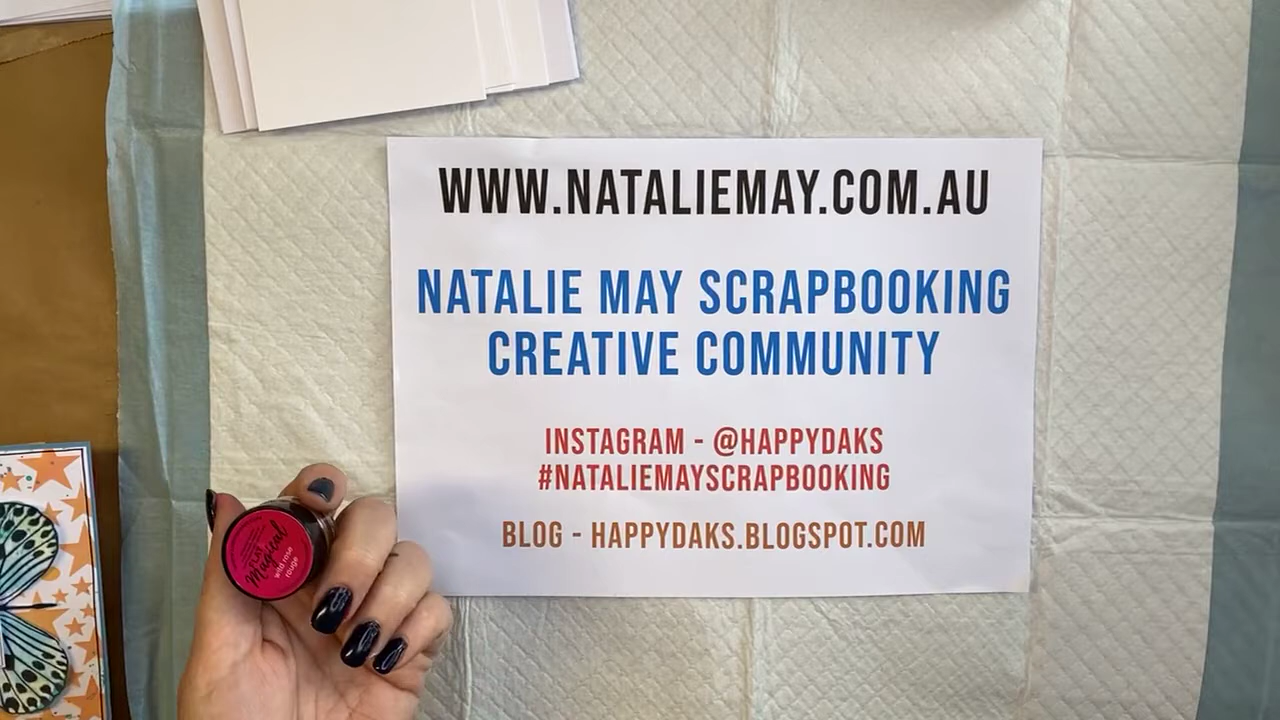 WWW.NATALIEMAY.COM.AU
NATALIE MAY SCRAPBOOKING
CREATIVE COMMUNITY
INSTAGRAM - @HAPPYDAKS
#NATALIEMAYSCRAPBOOKING
BLOG - HAPPYDAKS.BLOGSPOT.COM
FLAT
Magical
wild rose
rouge